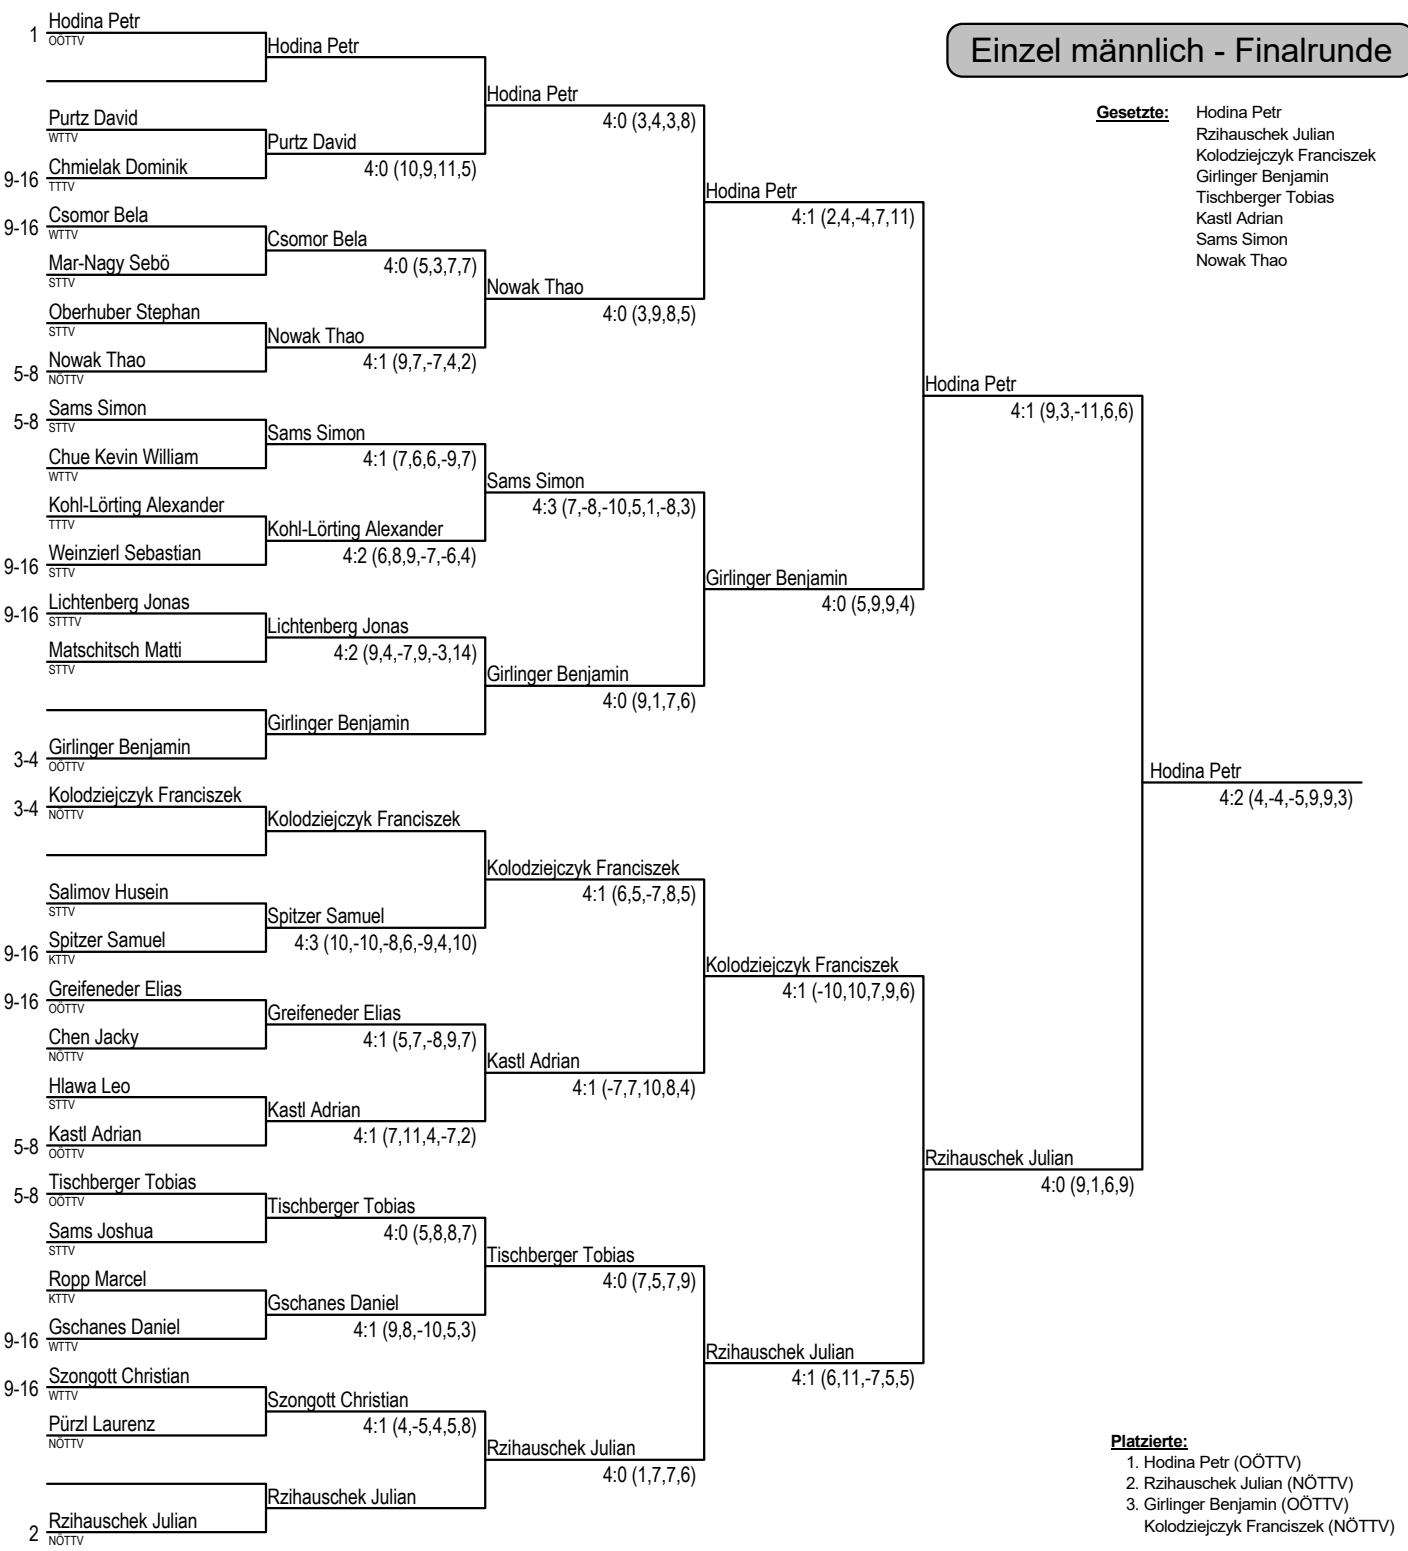 Einzel männlich - Finalrunde
Gesetzte: Hodina Petr
Rzihauschek Julian
Kolodziejczyk Franciszek
Girlinger Benjamin
Tischberger Tobias
Kastl Adrian
Sams Simon
Nowak Thao
1 Hodina Petr
OÖTTV
Purtz David
WTTV
9-16 Chmielak Dominik
TTTV
9-16 Csomor Bela
WTTV
Mar-Nagy Sebö
STTV
Oberhuber Stephan
STTV
5-8 Nowak Thao
NÖTTV
5-8 Sams Simon
STTV
Chue Kevin William
WTTV
Kohl-Lörting Alexander
TTTV
9-16 Weinzierl Sebastian
STTV
9-16 Lichtenberg Jonas
STTTV
Matschitsch Matti
STTV
3-4 Girlinger Benjamin
OÖTTV
3-4 Kolodziejczyk Franciszek
NÖTTV
Salimov Husein
STTV
9-16 Spitzer Samuel
KTTV
9-16 Greifeneder Elias
OÖTTV
Chen Jacky
NÖTTV
Hlawa Leo
STTV
5-8 Kastl Adrian
OÖTTV
5-8 Tischberger Tobias
OÖTTV
Sams Joshua
STTV
Ropp Marcel
KTTV
9-16 Gschanes Daniel
WTTV
9-16 Szongott Christian
WTTV
Pürzl Laurenz
NÖTTV
2 Rzihauschek Julian
NÖTTV
Hodina Petr
Purtz David
4:0 (10,9,11,5)
Csomor Bela
4:0 (5,3,7,7)
Nowak Thao
4:1 (9,7,-7,4,2)
Sams Simon
4:1 (7,6,6,-9,7)
Kohl-Lörting Alexander
4:2 (6,8,9,-7,-6,4)
Lichtenberg Jonas
4:2 (9,4,-7,9,-3,14)
Girlinger Benjamin
Kolodziejczyk Franciszek
Spitzer Samuel
4:3 (10,-10,-8,6,-9,4,10)
Greifeneder Elias
4:1 (5,7,-8,9,7)
Kastl Adrian
4:1 (7,11,4,-7,2)
Tischberger Tobias
4:0 (5,8,8,7)
Gschanes Daniel
4:1 (9,8,-10,5,3)
Szongott Christian
4:1 (4,-5,4,5,8)
Rzihauschek Julian
Hodina Petr
4:0 (3,4,3,8)
Nowak Thao
4:0 (3,9,8,5)
Sams Simon
4:3 (7,-8,-10,5,1,-8,3)
Girlinger Benjamin
4:0 (9,1,7,6)
Kolodziejczyk Franciszek
4:1 (6,5,-7,8,5)
Kastl Adrian
4:1 (-7,7,10,8,4)
Tischberger Tobias
4:0 (7,5,7,9)
Rzihauschek Julian
4:0 (1,7,7,6)
Hodina Petr
4:1 (2,4,-4,7,11)
Girlinger Benjamin
4:0 (5,9,9,4)
Kolodziejczyk Franciszek
4:1 (-10,10,7,9,6)
Rzihauschek Julian
4:1 (6,11,-7,5,5)
Hodina Petr
4:1 (9,3,-11,6,6)
Rzihauschek Julian
4:0 (9,1,6,9)
Hodina Petr
4:2 (4,-4,-5,9,9,3)
Platzierte:
1. Hodina Petr (OÖTTV)
2. Rzihauschek Julian (NÖTTV)
3. Girlinger Benjamin (OÖTTV)
Kolodziejczyk Franciszek (NÖTTV)